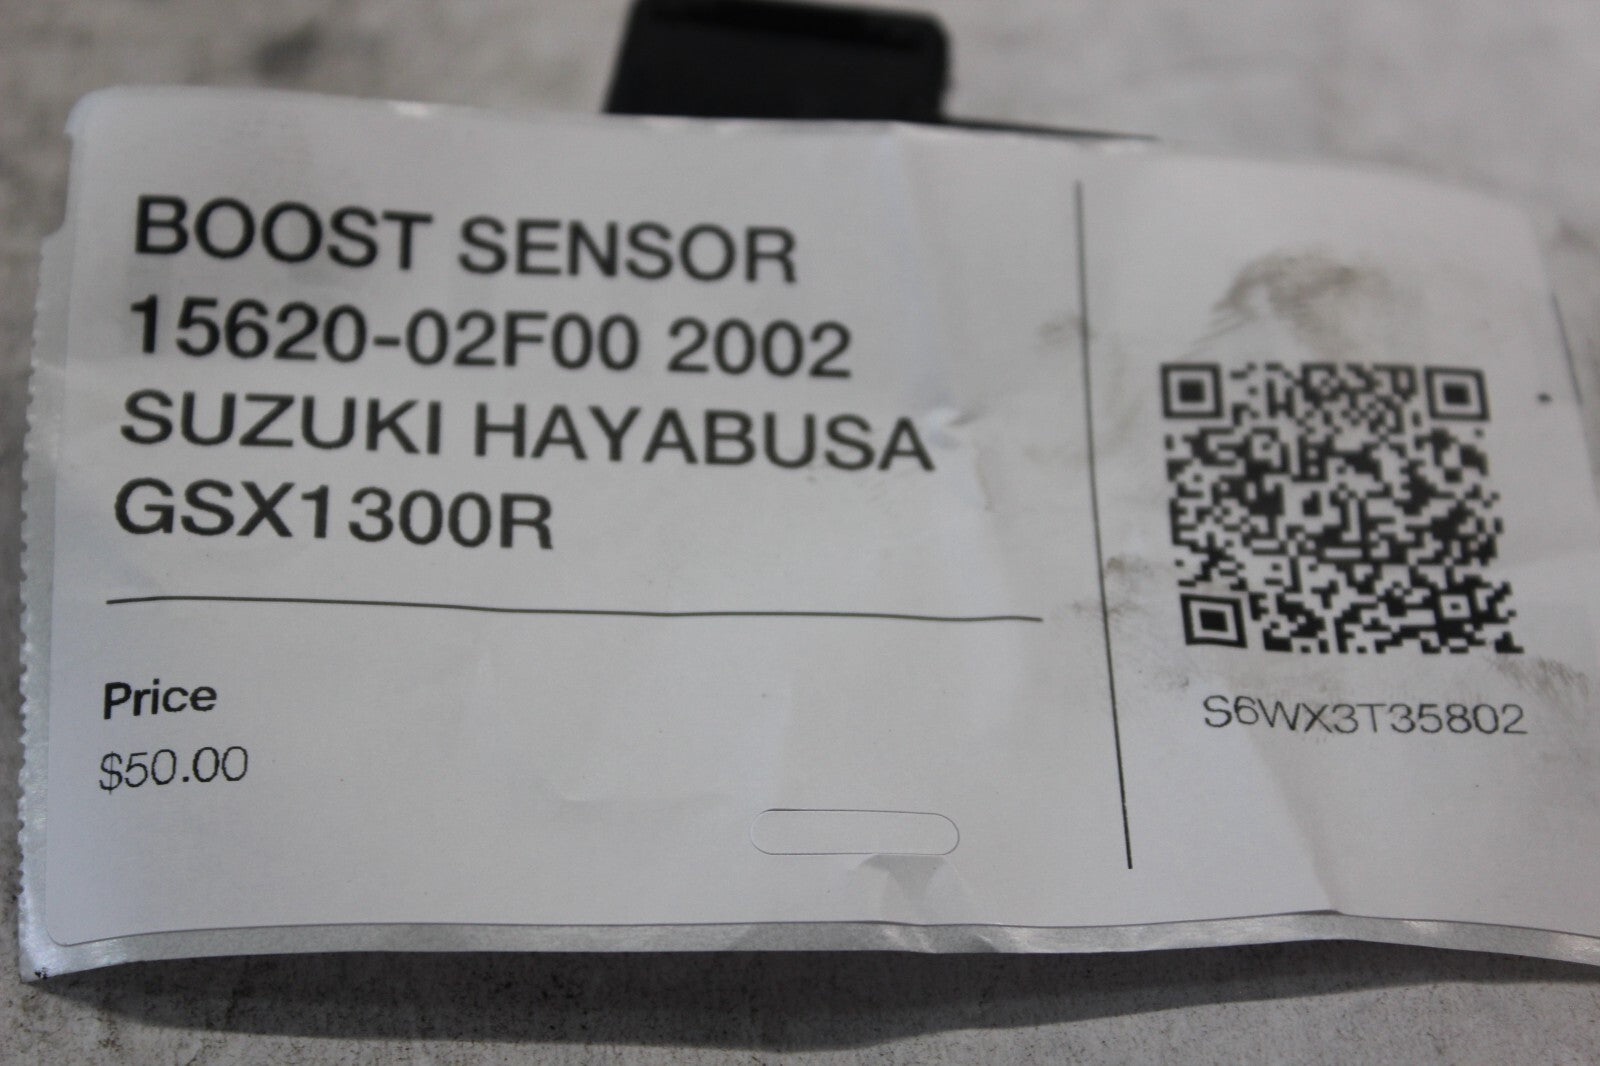 BOOST SENSOR
15620-02F00 2002
SUZUKI HAYABUSA
GSX1300R
Price
$50.00
S6WX3T35802